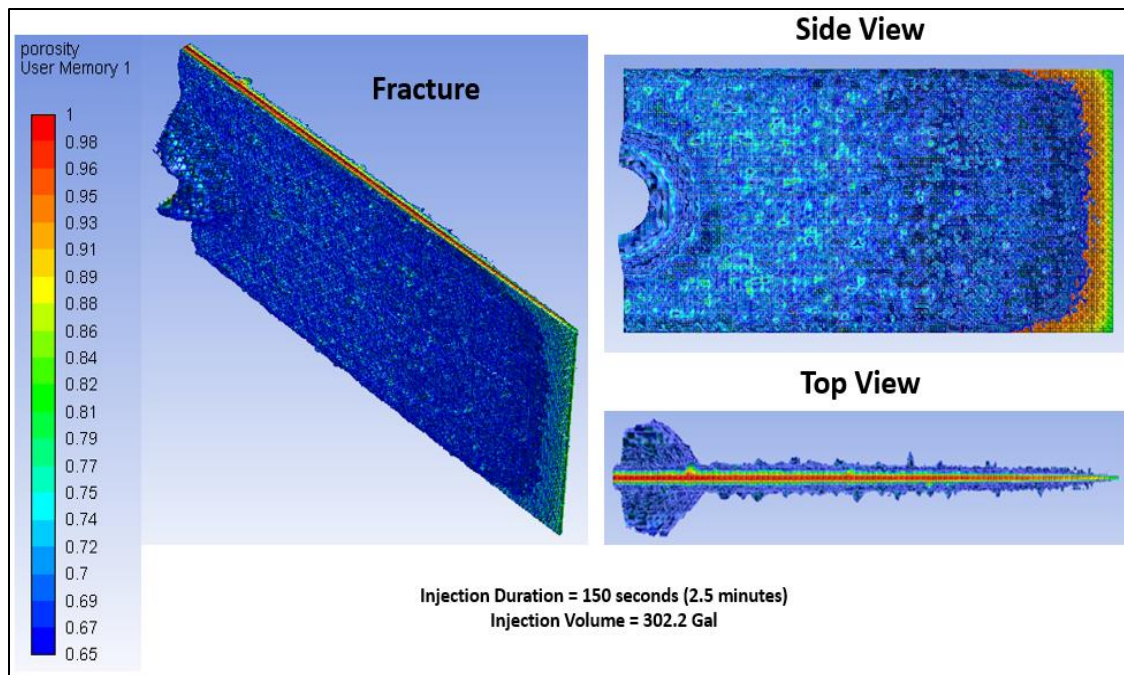 porosity
User Memory 1
1
0.98
0.96
0.95
0.93
0.91
0.89
0.88
0.86
0.84
0.81
0.79
0.77
0.75
0.74
0.72
0.7
0.69
0.67
0.65
Fracture
Side View
Top View
Injection Duration = 150 seconds (2.5 minutes)
Injection Volume = 302.2 Gal